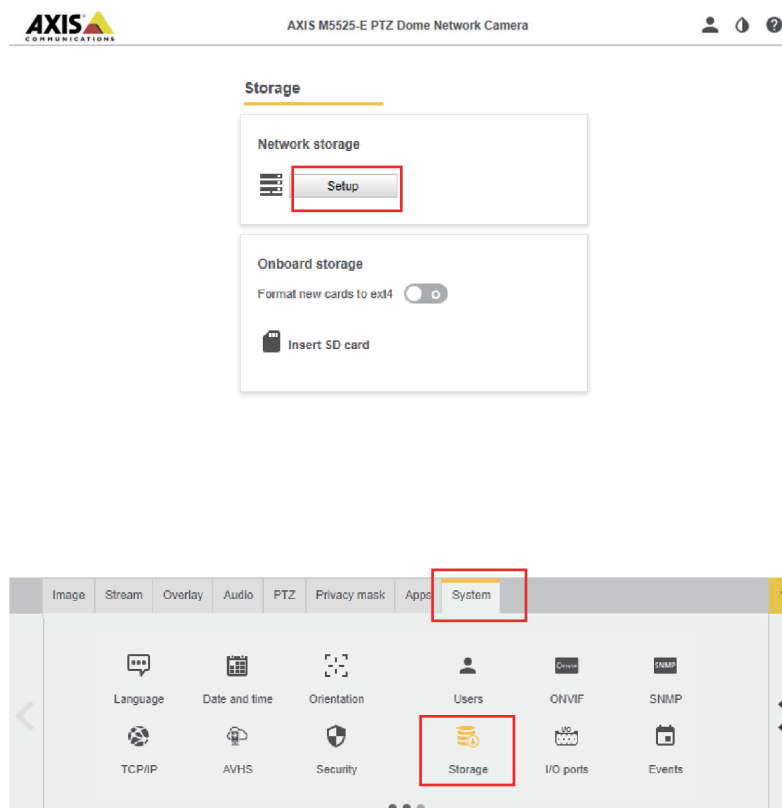 AXIS
COMMUNICATIONS
AXIS M5525-E PTZ Dome Network Camera
Storage
Network storage
Setup
Onboard storage
Format new cards to ext4
Insert SD card
Image Stream Overlay Audio PTZ Privacy mask Apps System
Language Date and time Orientation Users ONVIF SNMP
TCP/IP AVHS Security Storage I/O ports Events